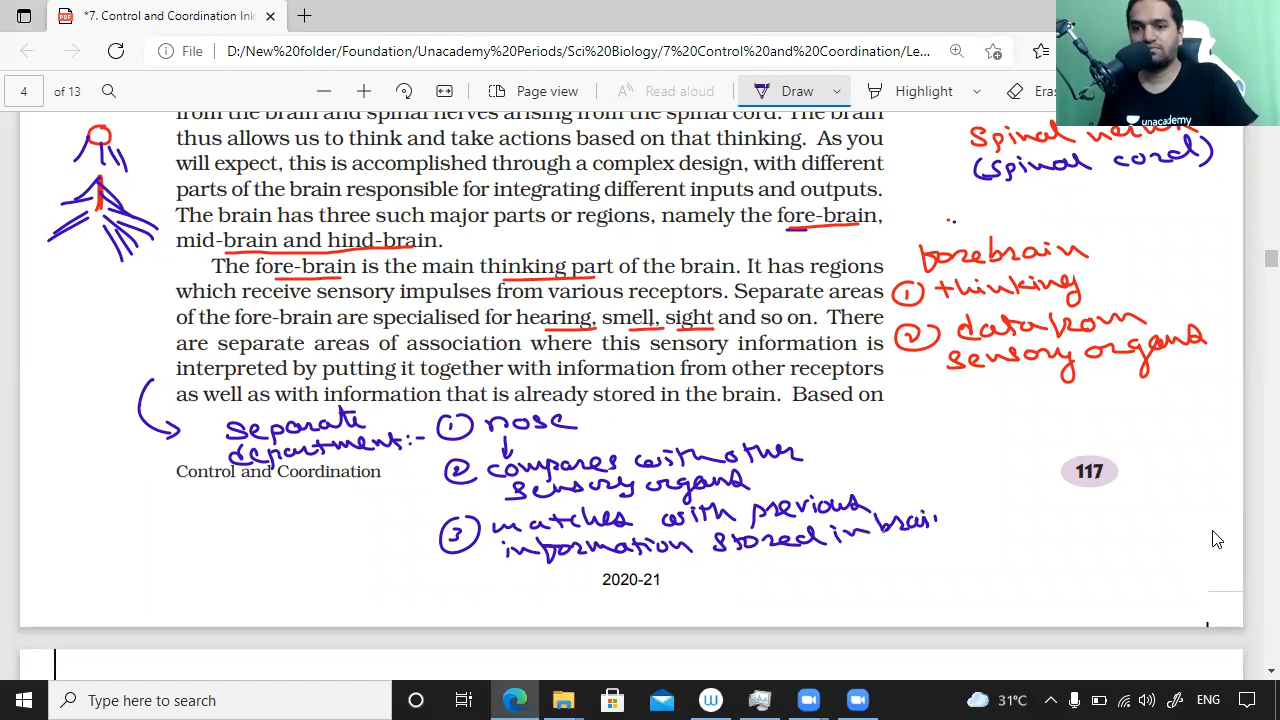 *7. Control and Coordination Ink
File
D:/New%20folder/Foundation/Unacademy%20Periods/Sci%20Biology/7%20Control%20and%20Coordination/Le...
4 of 13
Page view
Read aloud
Draw
Highlight
Eras
unacademy
from the brain and spinal nerves arising from the spinal cord. The brain
thus allows us to think and take actions based on that thinking. As you
will expect, this is accomplished through a complex design, with different
parts of the brain responsible for integrating different inputs and outputs.
The brain has three such major parts or regions, namely the fore-brain,
mid-brain and hind-brain.
The fore-brain is the main thinking part of the brain. It has regions
which receive sensory impulses from various receptors. Separate areas
of the fore-brain are specialised for hearing, smell, sight and so on. There
are separate areas of association where this sensory information is
interpreted by putting it together with information from other receptors
as well as with information that is already stored in the brain. Based on
Spinal nerves
(spinal cord)
forebrain
① thinking
② data from
sensory organs
separate
department:-
① nose
② compares with other
sensory organs
③ matches with previous
information stored in brain
Control and Coordination
117
2020-21
Type here to search
31°C
ENG